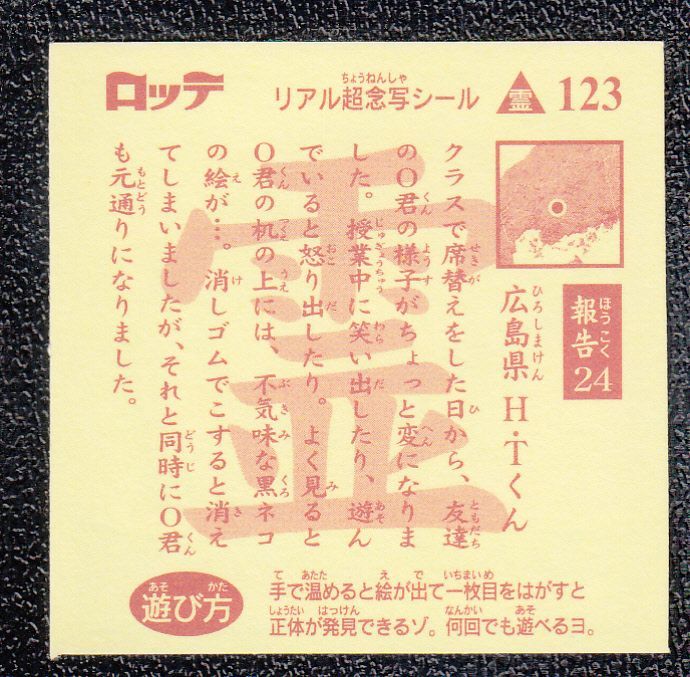 ロッテ
リアル超念写シール
霊
123
報告
24
広島県 H・Tくん
クラスで席替えをした日から、友達
のO君の様子がちょっと変になりま
した。授業中に笑い出したり、遊ん
でいると怒り出したり。よく見ると
O君の机の上には、不気味な黒ネコ
の絵が…。消しゴムでこすると消え
てしまいましたが、それと同時にO君
も元通りになりました。
霊
遊び方
手で温めると絵が出て一枚目をはがすと
正体が発見できるゾ。何回でも遊べるヨ。